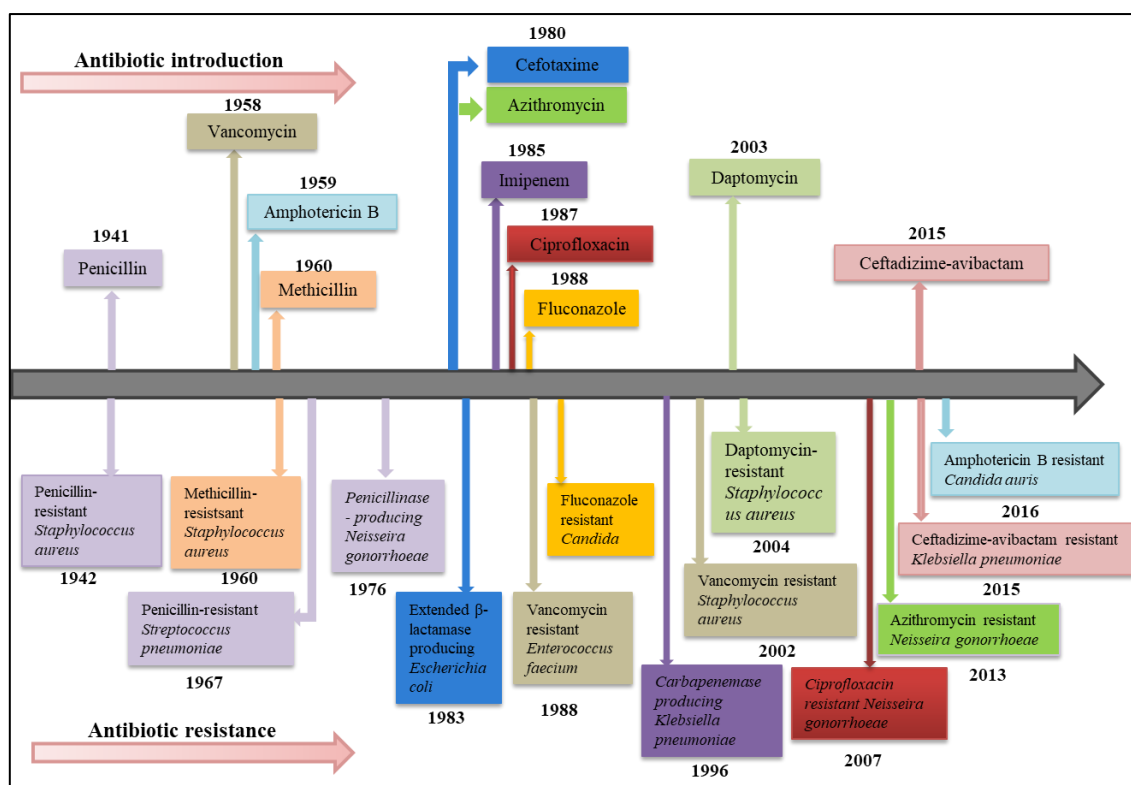 Antibiotic introduction
1980
Cefotaxime
Azithromycin
1958
Vancomycin
1985
Imipenem
2003
Daptomycin
1959
Amphotericin B
1987
Ciprofloxacin
1941
Penicillin
1960
Methicillin
1988
Fluconazole
2015
Ceftadizime-avibactam
Penicillin-
resistant
Staphylococcus
aureus
1942
Methicillin-
resistsant
Staphylococcus
aureus
1960
Penicillin-resistant
Streptococcus
pneumoniae
1967
Penicillinase
- producing
Neisseira
gonorrhoeae
1976
Extended β-
lactamase
producing
Escherichia
coli
1983
Vancomycin
resistant
Enterococcus
faecium
1988
Fluconazole
resistant
Candida
Carbapenemase
producing
Klebsiella
pneumoniae
1996
Daptomycin-
resistant
Staphylococc
us aureus
2004
Vancomycin resistant
Staphylococcus
aureus
2002
Ciprofloxacin
resistant Neisseira
gonorrhoeae
2007
Amphotericin B resistant
Candida auris
2016
Ceftadizime-avibactam resistant
Klebsiella pneumoniae
2015
Azithromycin resistant
Neisseira gonorrhoeae
2013
Antibiotic resistance